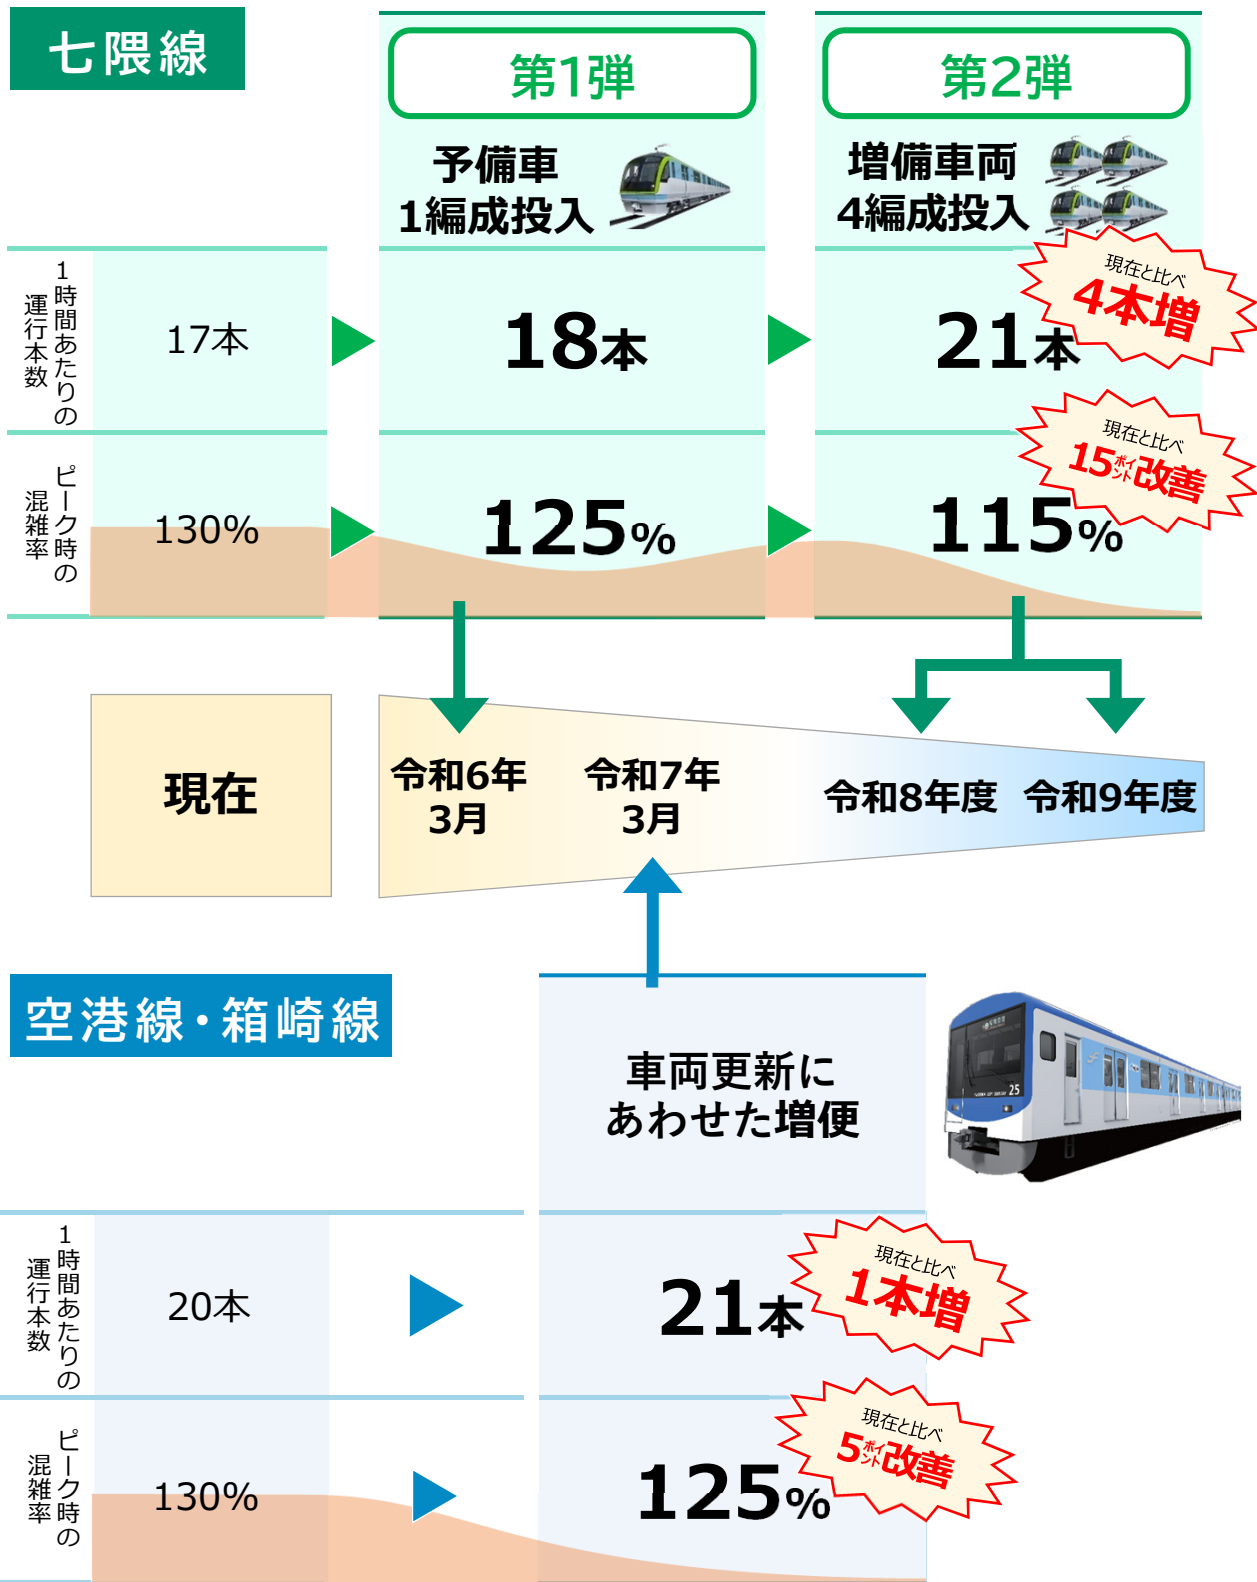 七隈線
第1弾
予備車
1編成投入
第2弾
増備車両
4編成投入
1時間あたりの
運行本数
17本
18本
21本
現在と比べ
4本増
ピーク時の
混雑率
130%
125%
115%
現在と比べ
15ポイント改善
現在
令和6年
3月
令和7年
3月
令和8年度
令和9年度
空港線・箱崎線
車両更新に
あわせた増便
25
1時間あたりの
運行本数
20本
21本
現在と比べ
1本増
ピーク時の
混雑率
130%
125%
現在と比べ
5ポイント改善